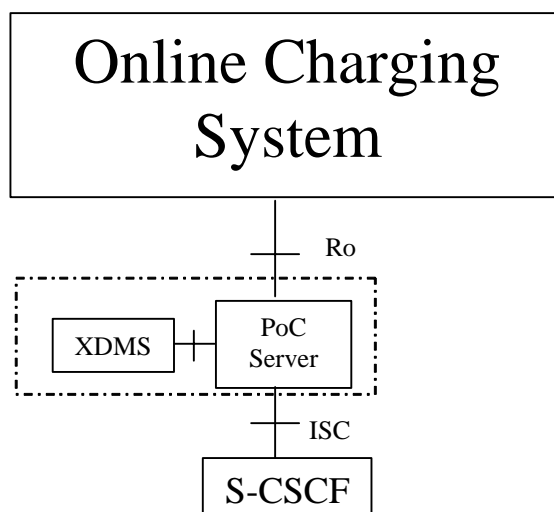 Online Charging
System
Ro
XDMS
PoC
Server
ISC
S-CSCF